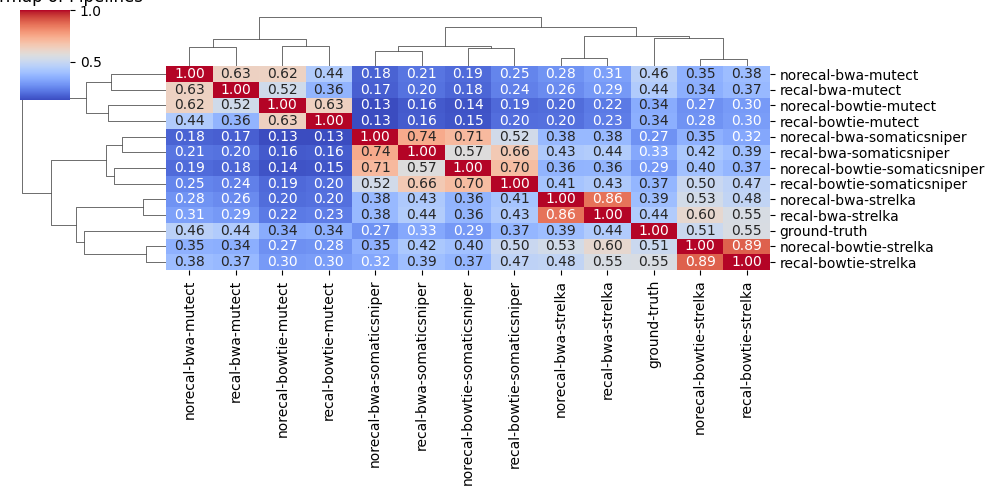 rmap of Pipelines
1.0
0.5
1.00 0.63 0.62 0.44 0.18 0.21 0.19 0.25 0.28 0.31 0.46 0.35 0.38 norecal-bwa-mutect
0.63 1.00 0.52 0.36 0.17 0.20 0.18 0.24 0.26 0.29 0.44 0.34 0.37 recal-bwa-mutect
0.62 0.52 1.00 0.63 0.13 0.16 0.14 0.19 0.20 0.22 0.34 0.27 0.30 norecal-bowtie-mutect
0.44 0.36 0.63 1.00 0.13 0.16 0.15 0.20 0.20 0.23 0.34 0.28 0.30 recal-bowtie-mutect
0.18 0.17 0.13 0.13 1.00 0.74 0.71 0.52 0.38 0.38 0.27 0.35 0.32 norecal-bwa-somaticsniper
0.21 0.20 0.16 0.16 0.74 1.00 0.57 0.66 0.43 0.44 0.33 0.42 0.39 recal-bwa-somaticsniper
0.19 0.18 0.14 0.15 0.71 0.57 1.00 0.70 0.36 0.36 0.29 0.40 0.37 norecal-bowtie-somaticsniper
0.25 0.24 0.19 0.20 0.52 0.66 0.70 1.00 0.41 0.43 0.37 0.50 0.47 recal-bowtie-somaticsniper
0.28 0.26 0.20 0.20 0.38 0.43 0.36 0.41 1.00 0.86 0.39 0.53 0.48 norecal-bwa-strelka
0.31 0.29 0.22 0.23 0.38 0.44 0.36 0.43 0.86 1.00 0.44 0.60 0.55 recal-bwa-strelka
0.46 0.44 0.34 0.34 0.27 0.33 0.29 0.37 0.39 0.44 1.00 0.51 0.55 ground-truth
0.35 0.34 0.27 0.28 0.35 0.42 0.40 0.50 0.53 0.60 0.51 1.00 0.89 norecal-bowtie-strelka
0.38 0.37 0.30 0.30 0.32 0.39 0.37 0.47 0.48 0.55 0.55 0.89 1.00 recal-bowtie-strelka
norecal-bwa-mutect
recal-bwa-mutect
norecal-bowtie-mutect
recal-bowtie-mutect
norecal-bwa-somaticsniper
recal-bwa-somaticsniper
norecal-bowtie-somaticsniper
recal-bowtie-somaticsniper
norecal-bwa-strelka
recal-bwa-strelka
ground-truth
norecal-bowtie-strelka
recal-bowtie-strelka